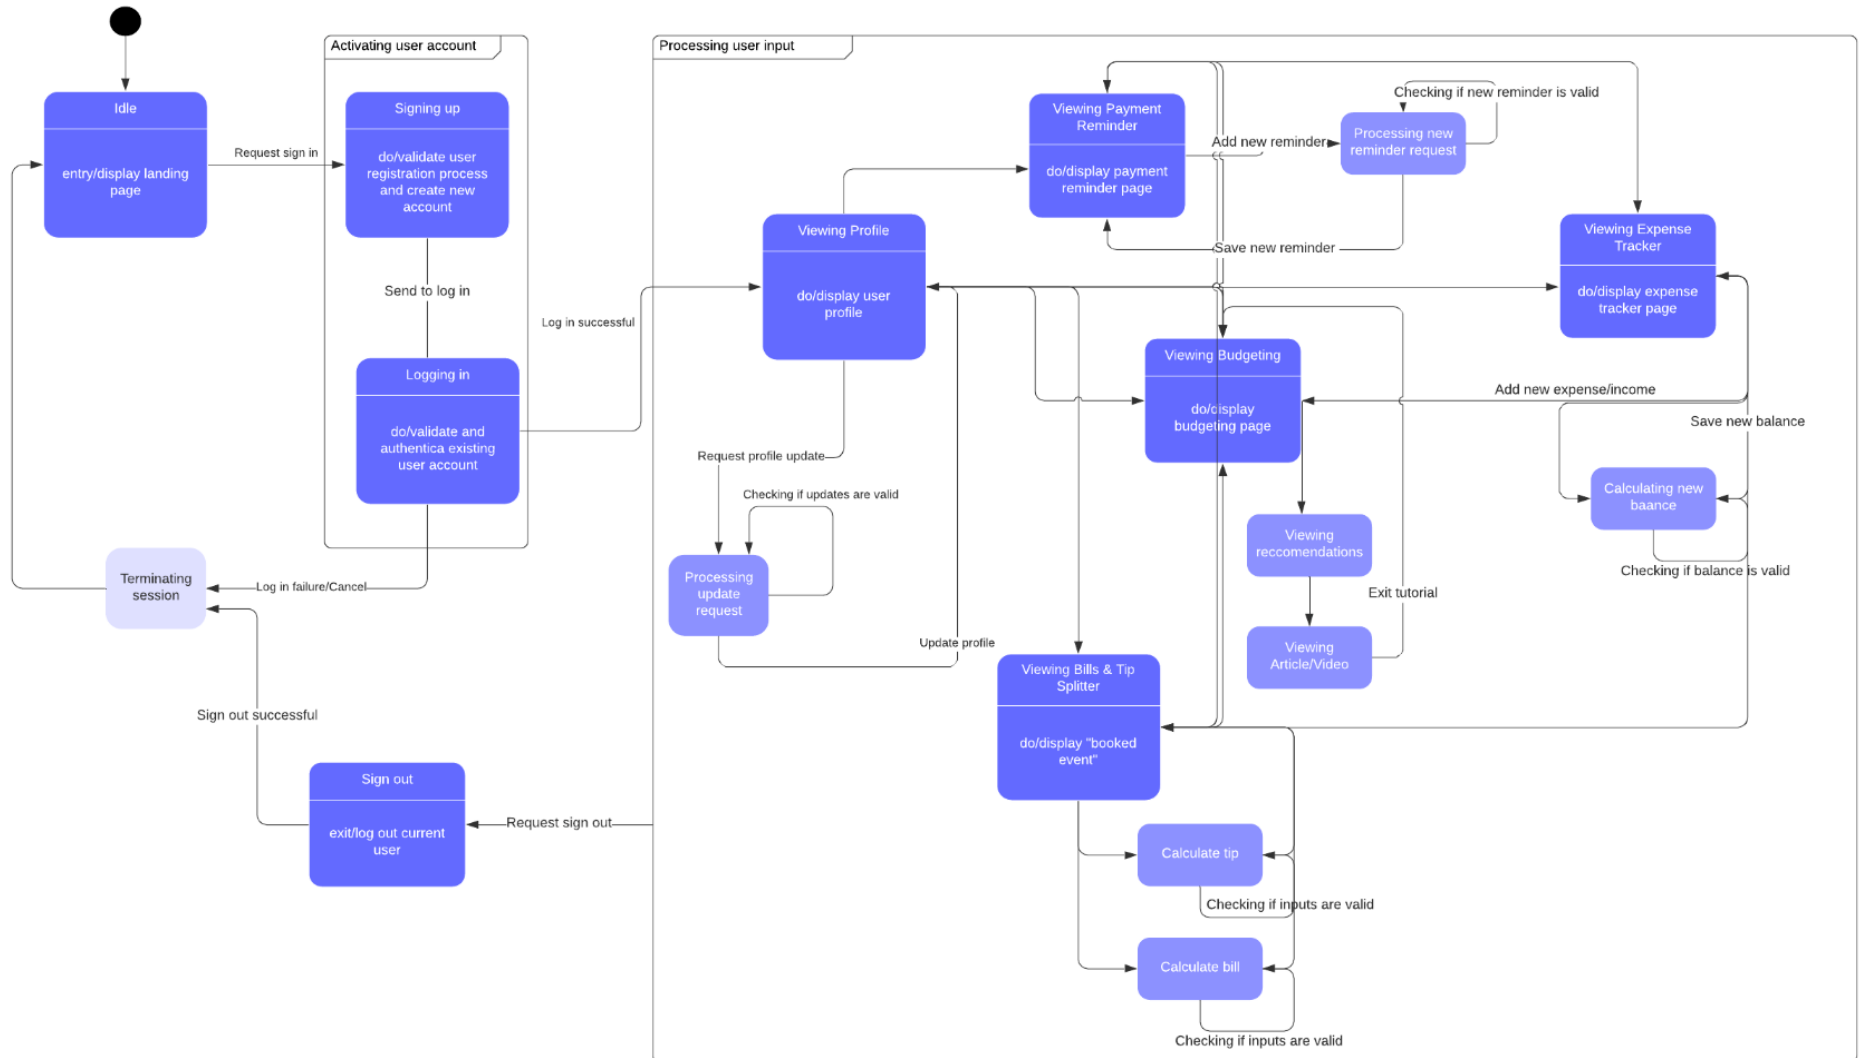 Activating user account
Processing user input
Idle
entry/display landing
page
Request sign in
Signing up
do/validate user
registration process
and create new
account
Send to log in
Logging in
do/validate and
authentica existing
user account
Log in successful
Log in failure/Cancel
Terminating
session
Sign out successful
Sign out
exit/log out current
user
Request sign out
Viewing Profile
do/display user
profile
Request profile update
Checking if updates are valid
Processing
update
request
Update profile
Viewing Payment
Reminder
do/display payment
reminder page
Add new reminder
Checking if new reminder is valid
Processing new
reminder request
Save new reminder
Viewing Expense
Tracker
do/display expense
tracker page
Viewing Budgeting
do/display
budgeting page
Add new expense/income
Save new balance
Calculating new
baance
Checking if balance is valid
Viewing
reccomendations
Exit tutorial
Viewing
Article/Video
Viewing Bills & Tip
Splitter
do/display "booked
event"
Calculate tip
Checking if inputs are valid
Calculate bill
Checking if inputs are valid